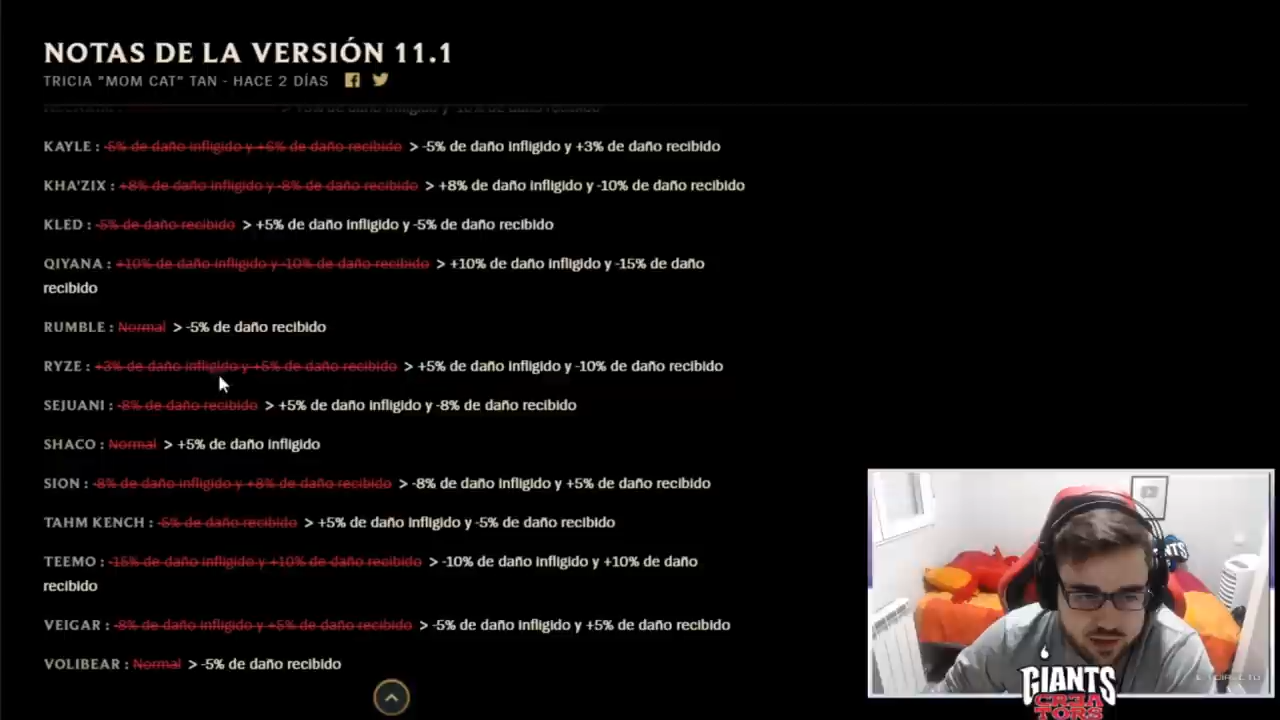 NOTAS DE LA VERSIÓN 11.1
TRICIA "MOM CAT" TAN - HACE 2 DÍAS
KAYLE : -5% de daño infligido y +5% de daño recibido > -5% de daño infligido y +3% de daño recibido
KHA'ZIX : +8% de daño infligido y -8% de daño recibido > +8% de daño infligido y -10% de daño recibido
KLED : -5% de daño recibido > +5% de daño infligido y -5% de daño recibido
QIYANA : +10% de daño infligido y -10% de daño recibido > +10% de daño infligido y -15% de daño
recibido
RUMBLE : Normal > -5% de daño recibido
RYZE : +3% de daño infligido y +5% de daño recibido > +5% de daño infligido y -10% de daño recibido
SEJUANI : -8% de daño recibido > +5% de daño infligido y -8% de daño recibido
SHACO : Normal > +5% de daño infligido
SION : -8% de daño infligido y +8% de daño recibido > -8% de daño infligido y +5% de daño recibido
TAHM KENCH : -5% de daño recibido > +5% de daño infligido y -5% de daño recibido
TEEMO : -15% de daño infligido y +10% de daño recibido > -10% de daño infligido y +10% de daño
recibido
VEIGAR : -8% de daño infligido y +5% de daño recibido > -5% de daño infligido y +5% de daño recibido
VOLIBEAR : Normal > -5% de daño recibido
GIANTS
CR3A
TORS